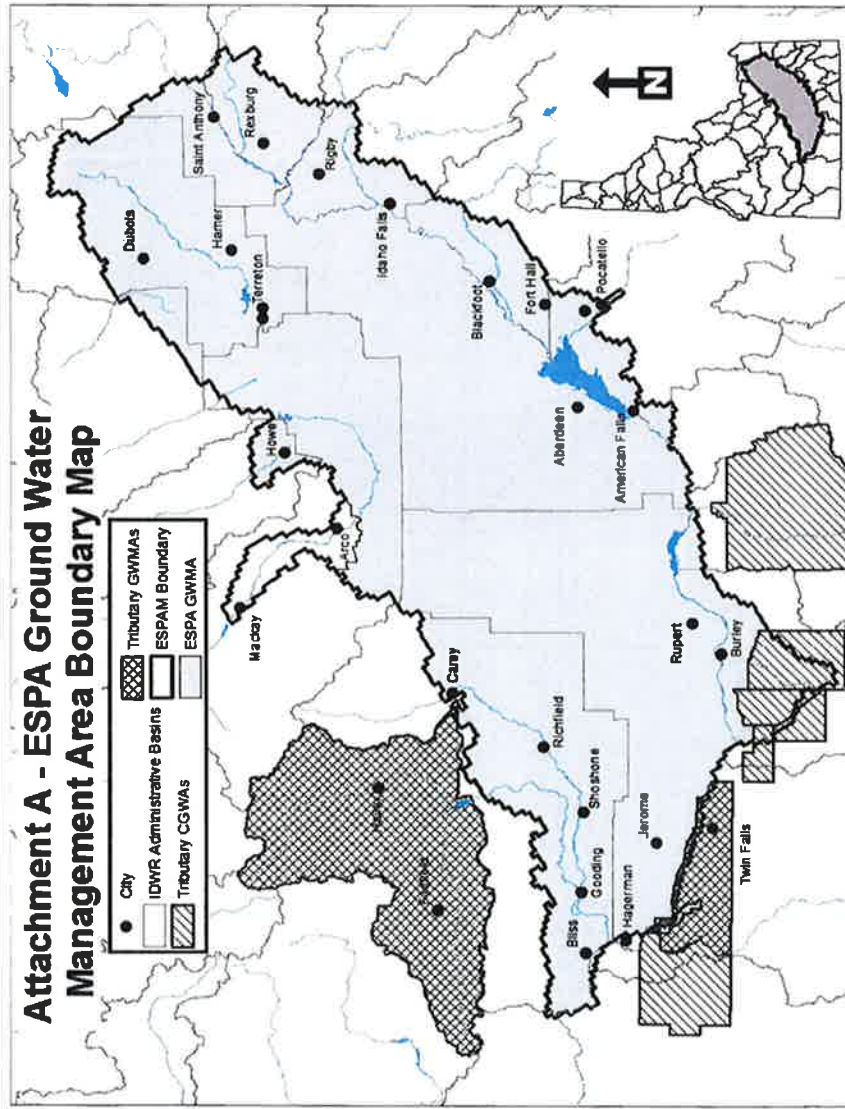 Attachment A - ESPA Ground Water
Management Area Boundary Map
City
IDWR Administrative Basins
Tributary CGWAs
Tributary GWMAs
ESPAM Boundary
ESPA GWMA
Saint Anthony
Rexburg
Rigby
Dubois
Hamer
Terreton
Idaho Falls
Howe
Blackfoot
Fort Hall
Pocatello
Mackay
Arco
Aberdeen
American Falls
Carey
Rupert
Burley
Richfield
Shoshone
Fairfield
Gooding
Jerome
Bliss
Hagerman
Twin Falls
N